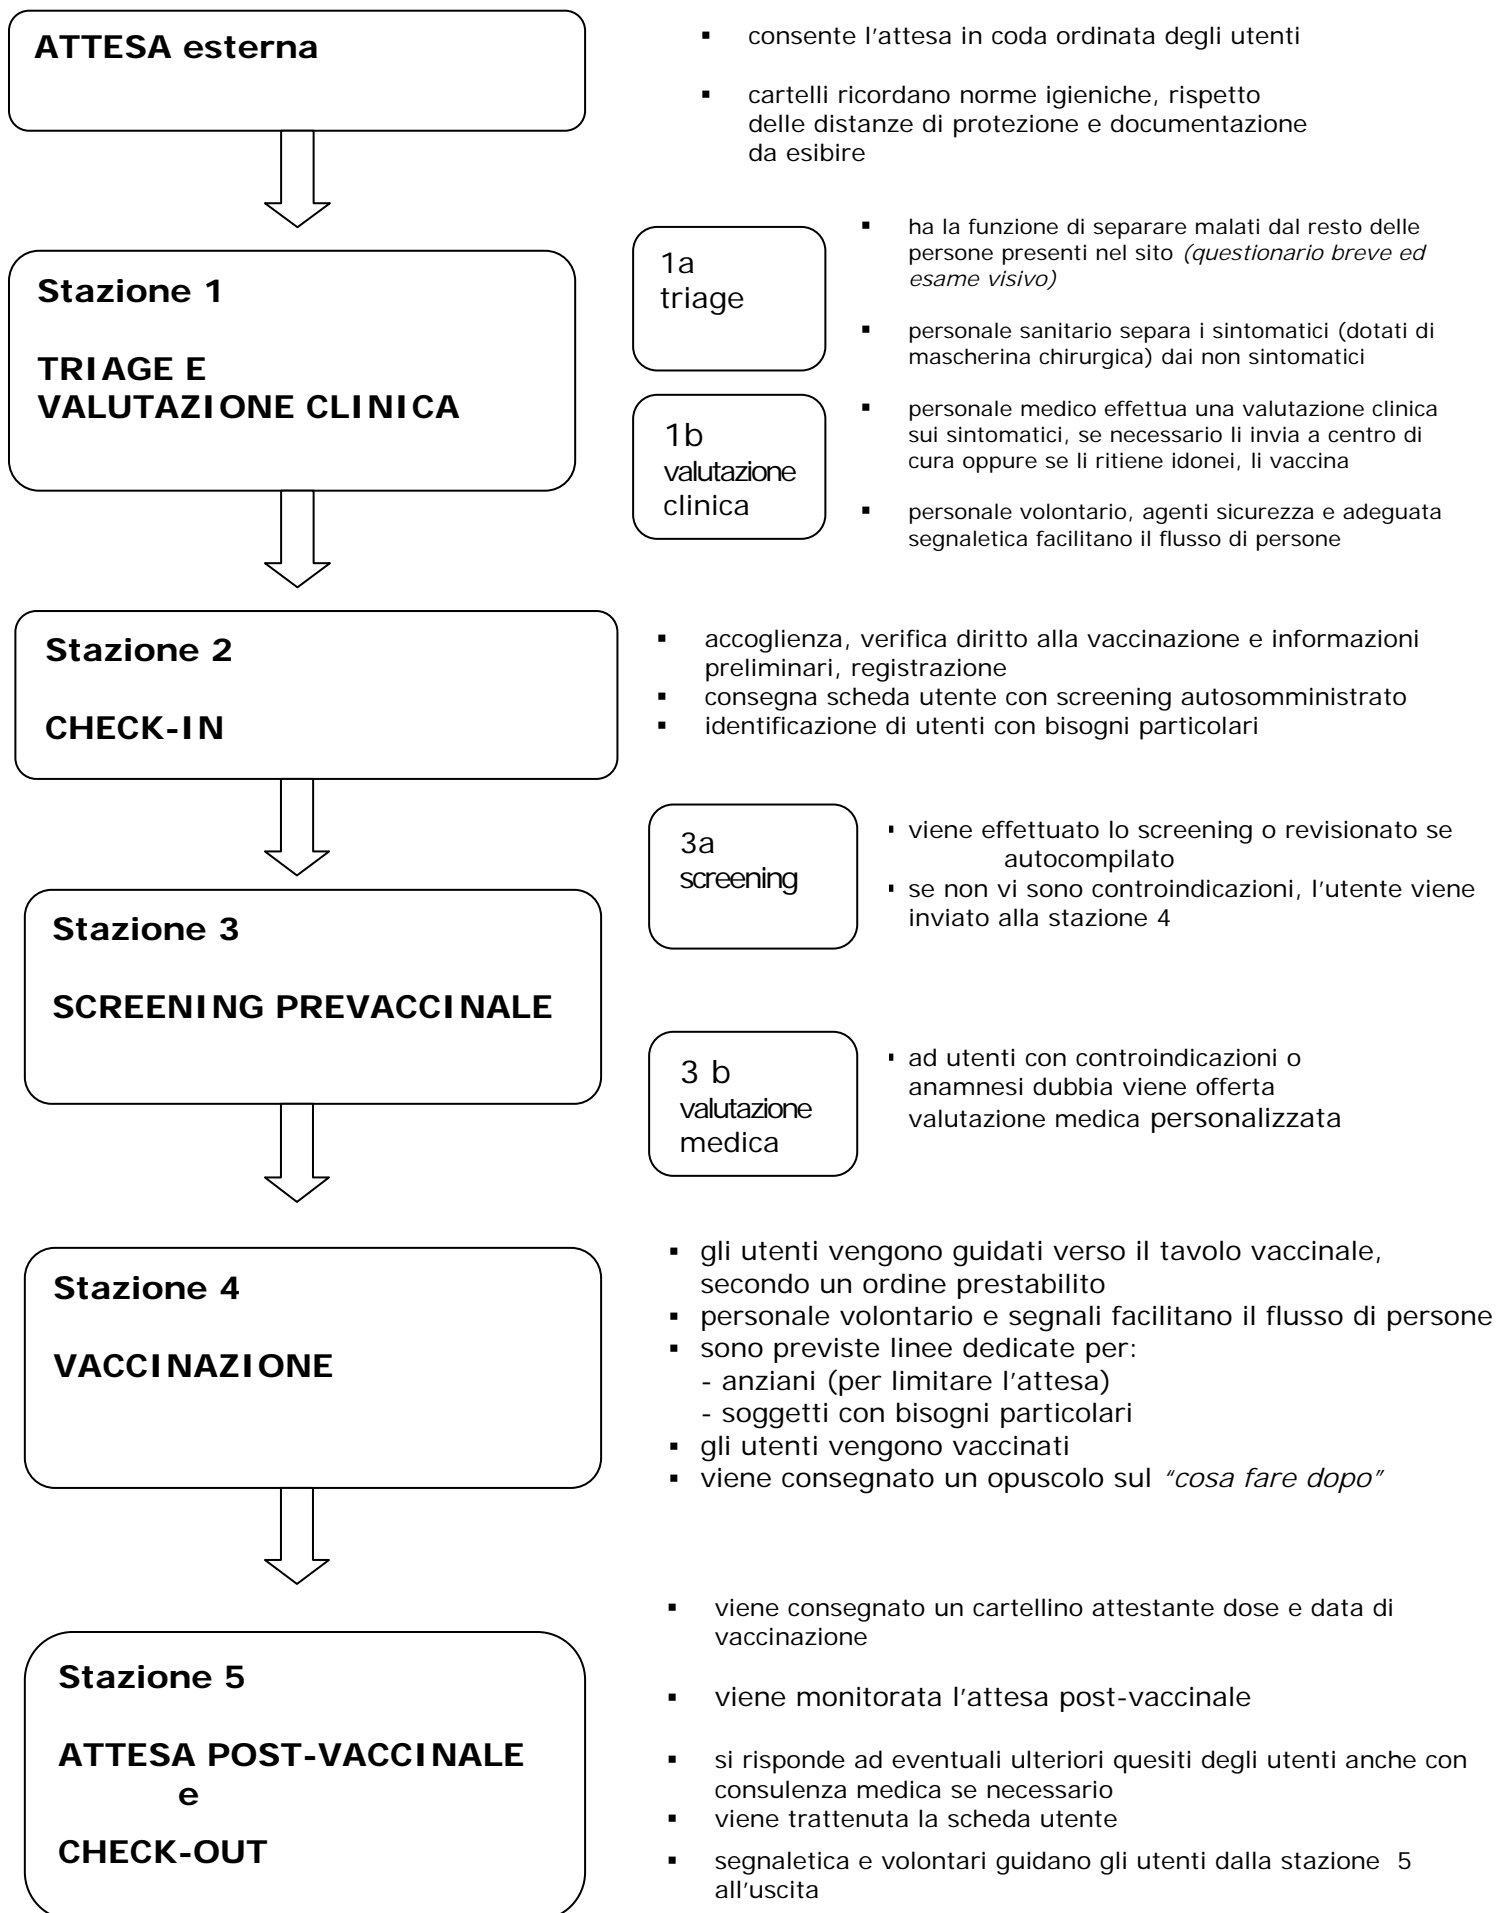 ATTESA esterna
▪ consente l'attesa in coda ordinata degli utenti
▪ cartelli ricordano norme igieniche, rispetto
delle distanze di protezione e documentazione
da esibire
Stazione 1
TRIAGE E
VALUTAZIONE CLINICA
1a
triage
▪ ha la funzione di separare malati dal resto delle
persone presenti nel sito (questionario breve ed
esame visivo)
▪ personale sanitario separa i sintomatici (dotati di
mascherina chirurgica) dai non sintomatici
1b
valutazione
clinica
▪ personale medico effettua una valutazione clinica
sui sintomatici, se necessario li invia a centro di
cura oppure se li ritiene idonei, li vaccina
▪ personale volontario, agenti sicurezza e adeguata
segnaletica facilitano il flusso di persone
Stazione 2
CHECK-IN
▪ accoglienza, verifica diritto alla vaccinazione e informazioni
preliminari, registrazione
▪ consegna scheda utente con screening autosomministrato
▪ identificazione di utenti con bisogni particolari
Stazione 3
SCREENING PREVACCINALE
3a
screening
▪ viene effettuato lo screening o revisionato se
autocompilato
▪ se non vi sono controindicazioni, l'utente viene
inviato alla stazione 4
3 b
valutazione
medica
▪ ad utenti con controindicazioni o
anamnesi dubbia viene offerta
valutazione medica personalizzata
Stazione 4
VACCINAZIONE
▪ gli utenti vengono guidati verso il tavolo vaccinale,
secondo un ordine prestabilito
▪ personale volontario e segnali facilitano il flusso di persone
▪ sono previste linee dedicate per:
- anziani (per limitare l'attesa)
- soggetti con bisogni particolari
▪ gli utenti vengono vaccinati
▪ viene consegnato un opuscolo sul "cosa fare dopo"
Stazione 5
ATTESA POST-VACCINALE
e
CHECK-OUT
▪ viene consegnato un cartellino attestante dose e data di
vaccinazione
▪ viene monitorata l'attesa post-vaccinale
▪ si risponde ad eventuali ulteriori quesiti degli utenti anche con
consulenza medica se necessario
▪ viene trattenuta la scheda utente
▪ segnaletica e volontari guidano gli utenti dalla stazione 5
all'uscita